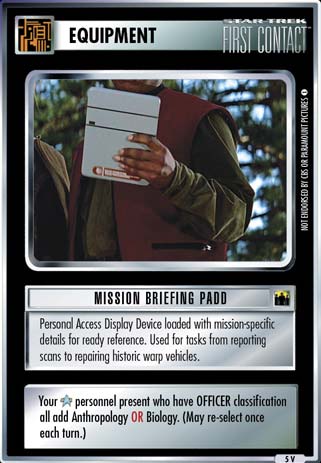 EQUIPMENT
STAR TREK
FIRST CONTACT
NOT ENDORSED BY CBS OR PARAMOUNT PICTURES
MISSION BRIEFING PADD
Personal Access Display Device loaded with mission-specific
details for ready reference. Used for tasks from reporting
scans to repairing historic warp vehicles.
Your personnel present who have OFFICER classification
all add Anthropology OR Biology. (May re-select once
each turn.)
5 V